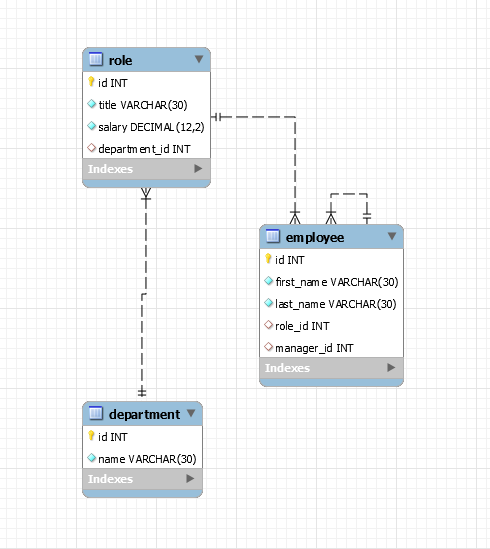 role
id INT
title VARCHAR(30)
salary DECIMAL(12,2)
department_id INT
Indexes
employee
id INT
first_name VARCHAR(30)
last_name VARCHAR(30)
role_id INT
manager_id INT
Indexes
department
id INT
name VARCHAR(30)
Indexes